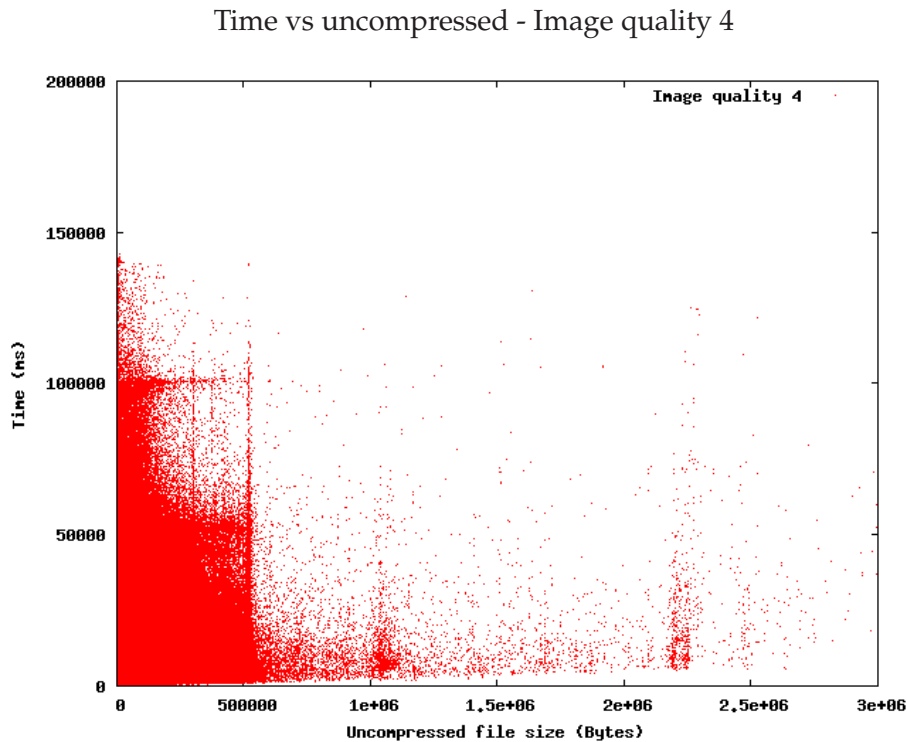 Time vs uncompressed - Image quality 4
Image quality 4
200000
150000
100000
50000
0
Time (ms)
0 500000 1e+06 1.5e+06 2e+06 2.5e+06 3e+06
Uncompressed file size (Bytes)